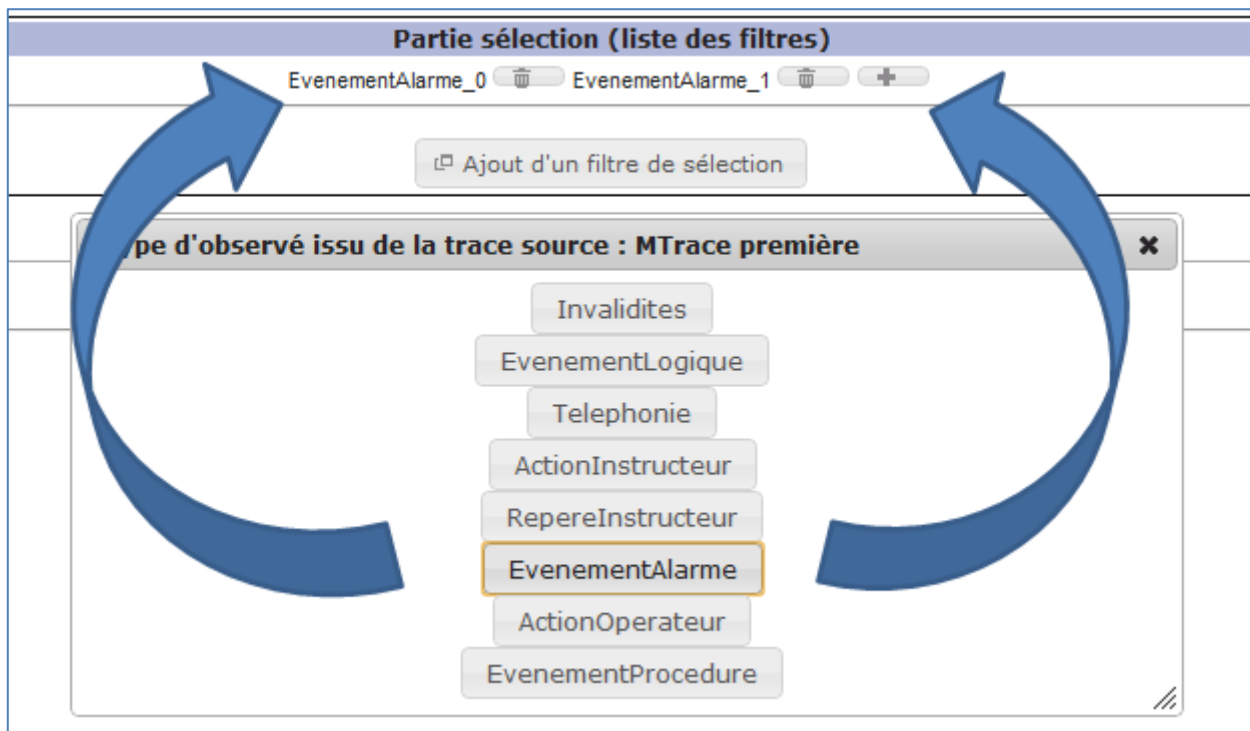 Partie sélection (liste des filtres)
EvenementAlarme_0 EvenementAlarme_1
Ajout d'un filtre de sélection
ype d'observé issu de la trace source : MTrace première
Invalidites
EvenementLogique
Telephonie
ActionInstructeur
RepereInstructeur
EvenementAlarme
ActionOperateur
EvenementProcedure